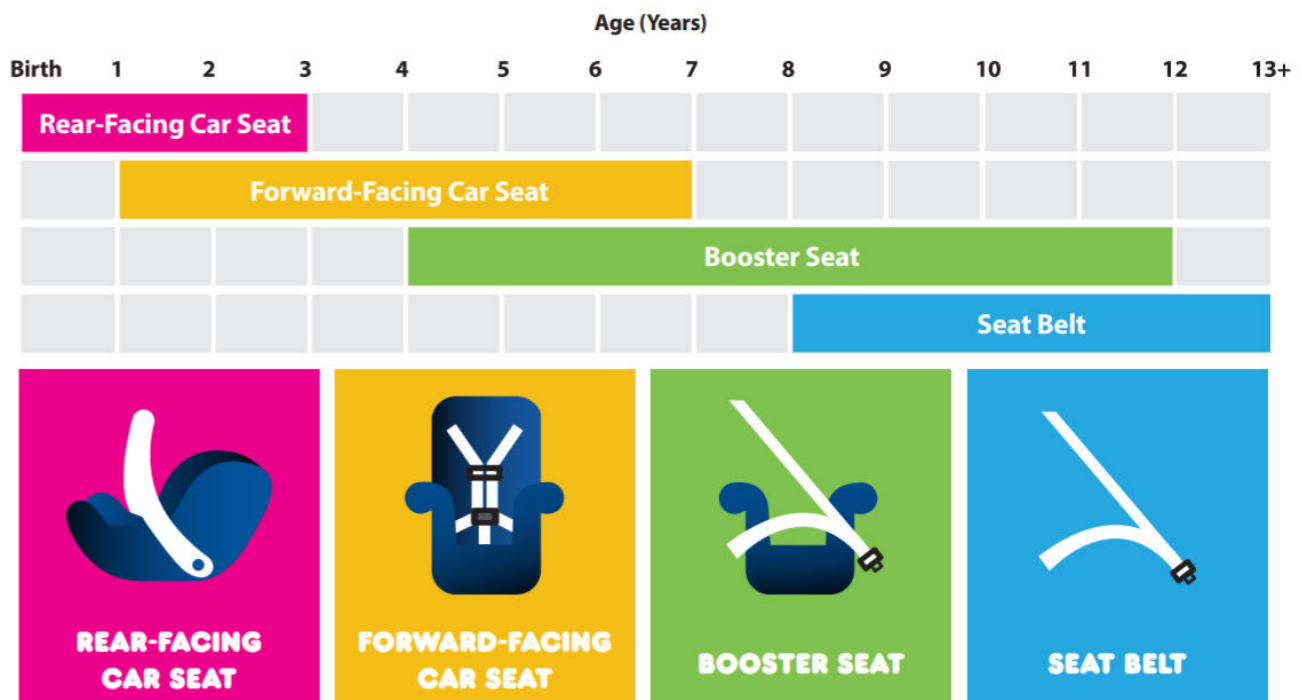 Age (Years)
Birth 1 2 3 4 5 6 7 8 9 10 11 12 13+
Rear-Facing Car Seat
Forward-Facing Car Seat
Booster Seat
Seat Belt
REAR-FACING
CAR SEAT
FORWARD-FACING
CAR SEAT
BOOSTER SEAT
SEAT BELT